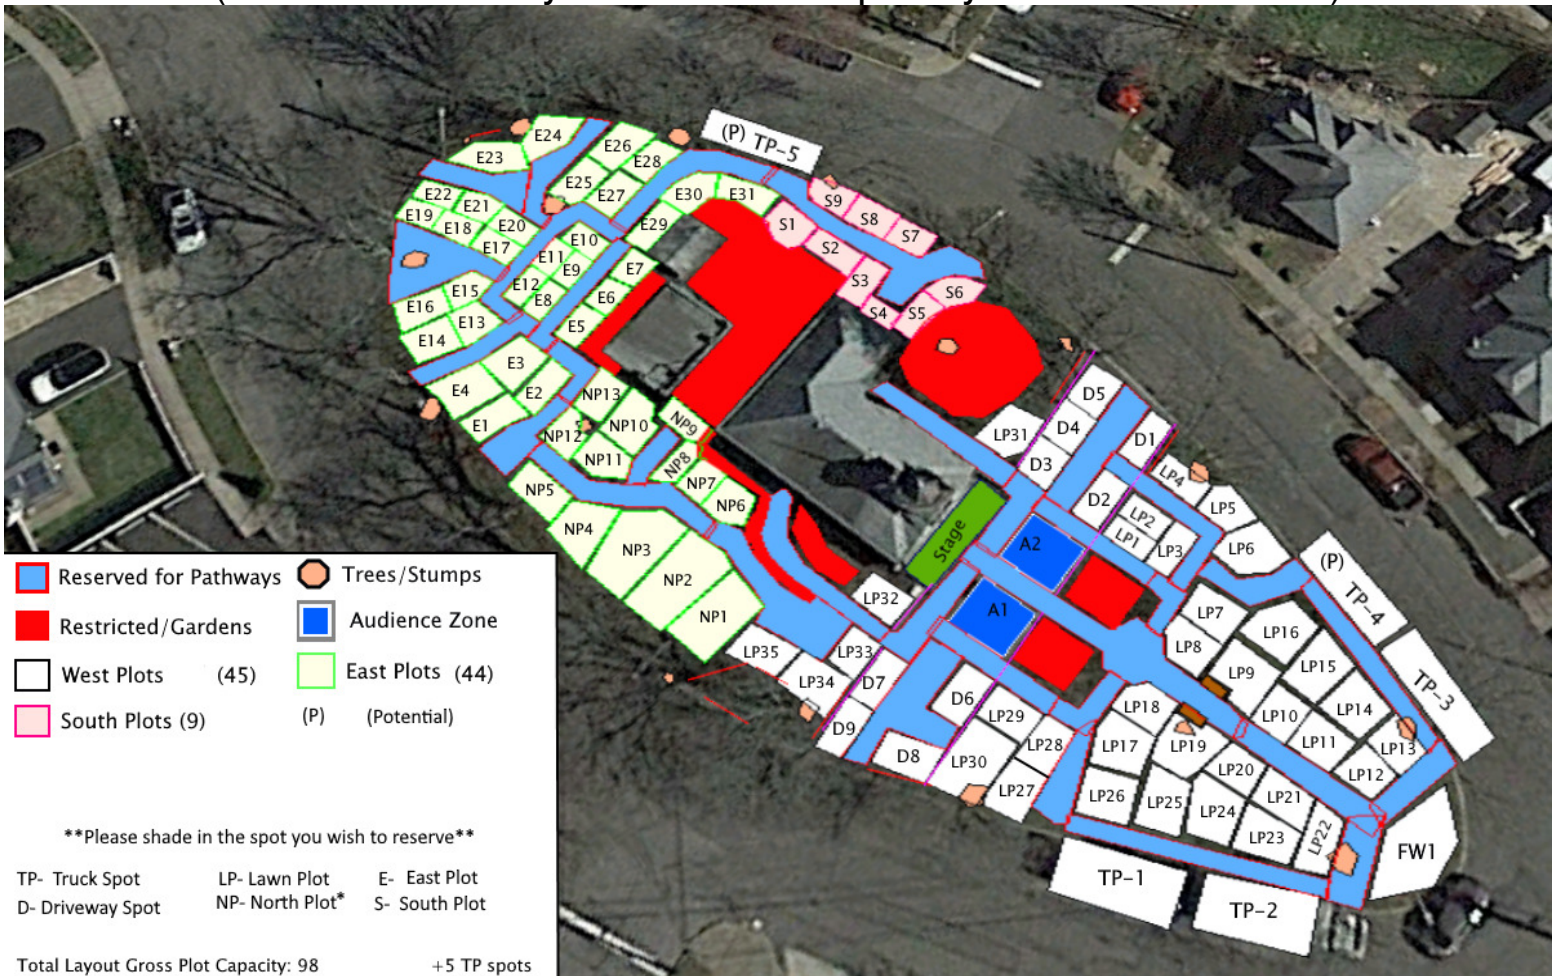 (P) TP-5
E24
E23
E26
E28
E25
E27
E22
E21
E19
E18
E20
E17
E30
E31
E29
S9
S8
S7
S1
S2
S3
S6
S4
S5
E10
E11
E9
E12
E8
E7
E6
E5
E15
E16
E13
E14
E3
E4
E2
E1
NP13
NP10
NP9
NP12
NP11
NP8
NP7
NP6
NP5
NP4
NP3
NP2
NP1
D5
D4
D1
LP31
D3
LP4
D2
LP5
LP2
LP1
LP3
LP6
Stage
A2
A1
(P)
TP-4
TP-3
LP32
LP7
LP16
LP8
LP9
LP15
LP14
LP10
LP11
LP13
LP12
LP35
LP33
LP34
D7
D6
D9
D8
LP29
LP28
LP30
LP27
LP18
LP17
LP19
LP20
LP21
LP26
LP25
LP24
LP23
LP22
FW1
TP-1
TP-2
Reserved for Pathways
Trees/Stumps
Restricted/Gardens
Audience Zone
West Plots (45)
East Plots (44)
South Plots (9)
(P) (Potential)
**Please shade in the spot you wish to reserve**
TP- Truck Spot LP- Lawn Plot E- East Plot
D- Driveway Spot NP- North Plot* S- South Plot
Total Layout Gross Plot Capacity: 98 +5 TP spots